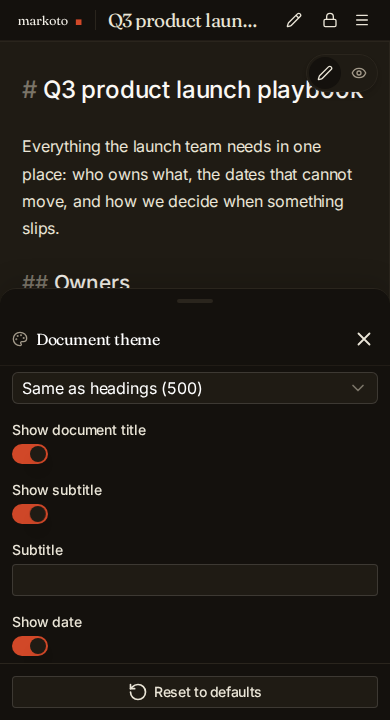 markoto
Q3 product laun...
# Q3 product launch playbook
Everything the launch team needs in one
place: who owns what, the dates that cannot
move, and how we decide when something
slips.
## Owners
Document theme
Same as headings (500)
Show document title
Show subtitle
Subtitle
Show date
Reset to defaults